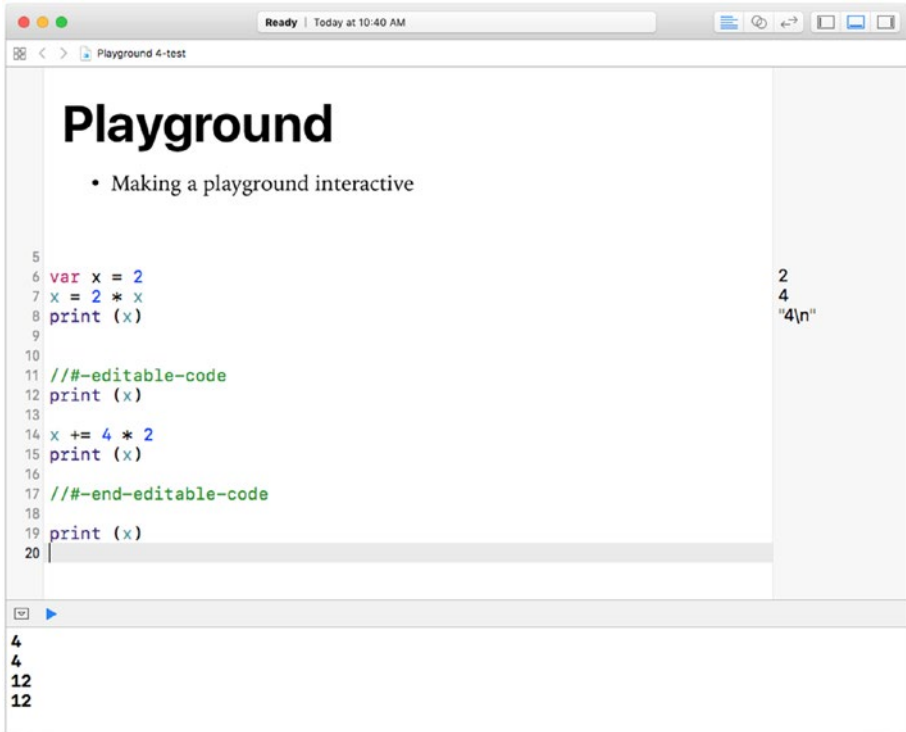 Ready | Today at 10:40 AM
Playground 4-test
Playground
• Making a playground interactive
5
6 var x = 2 2
7 x = 2 * x 4
8 print (x) "4\n"
9
10
11 //#-editable-code
12 print (x)
13
14 x += 4 * 2
15 print (x)
16
17 //#-end-editable-code
18
19 print (x)
20
4
4
12
12